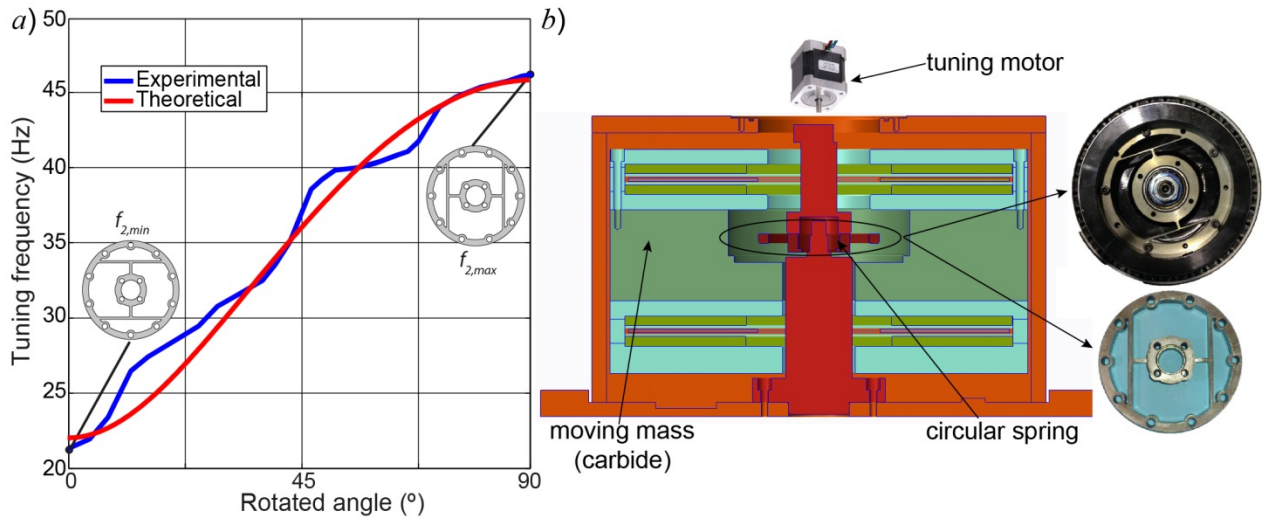 a)
50
45
40
35
30
25
20
Tuning frequency (Hz)
Experimental
Theoretical
f2,min
f2,max
0
45
90
Rotated angle (º)
b)
tuning motor
moving mass
(carbide)
circular spring